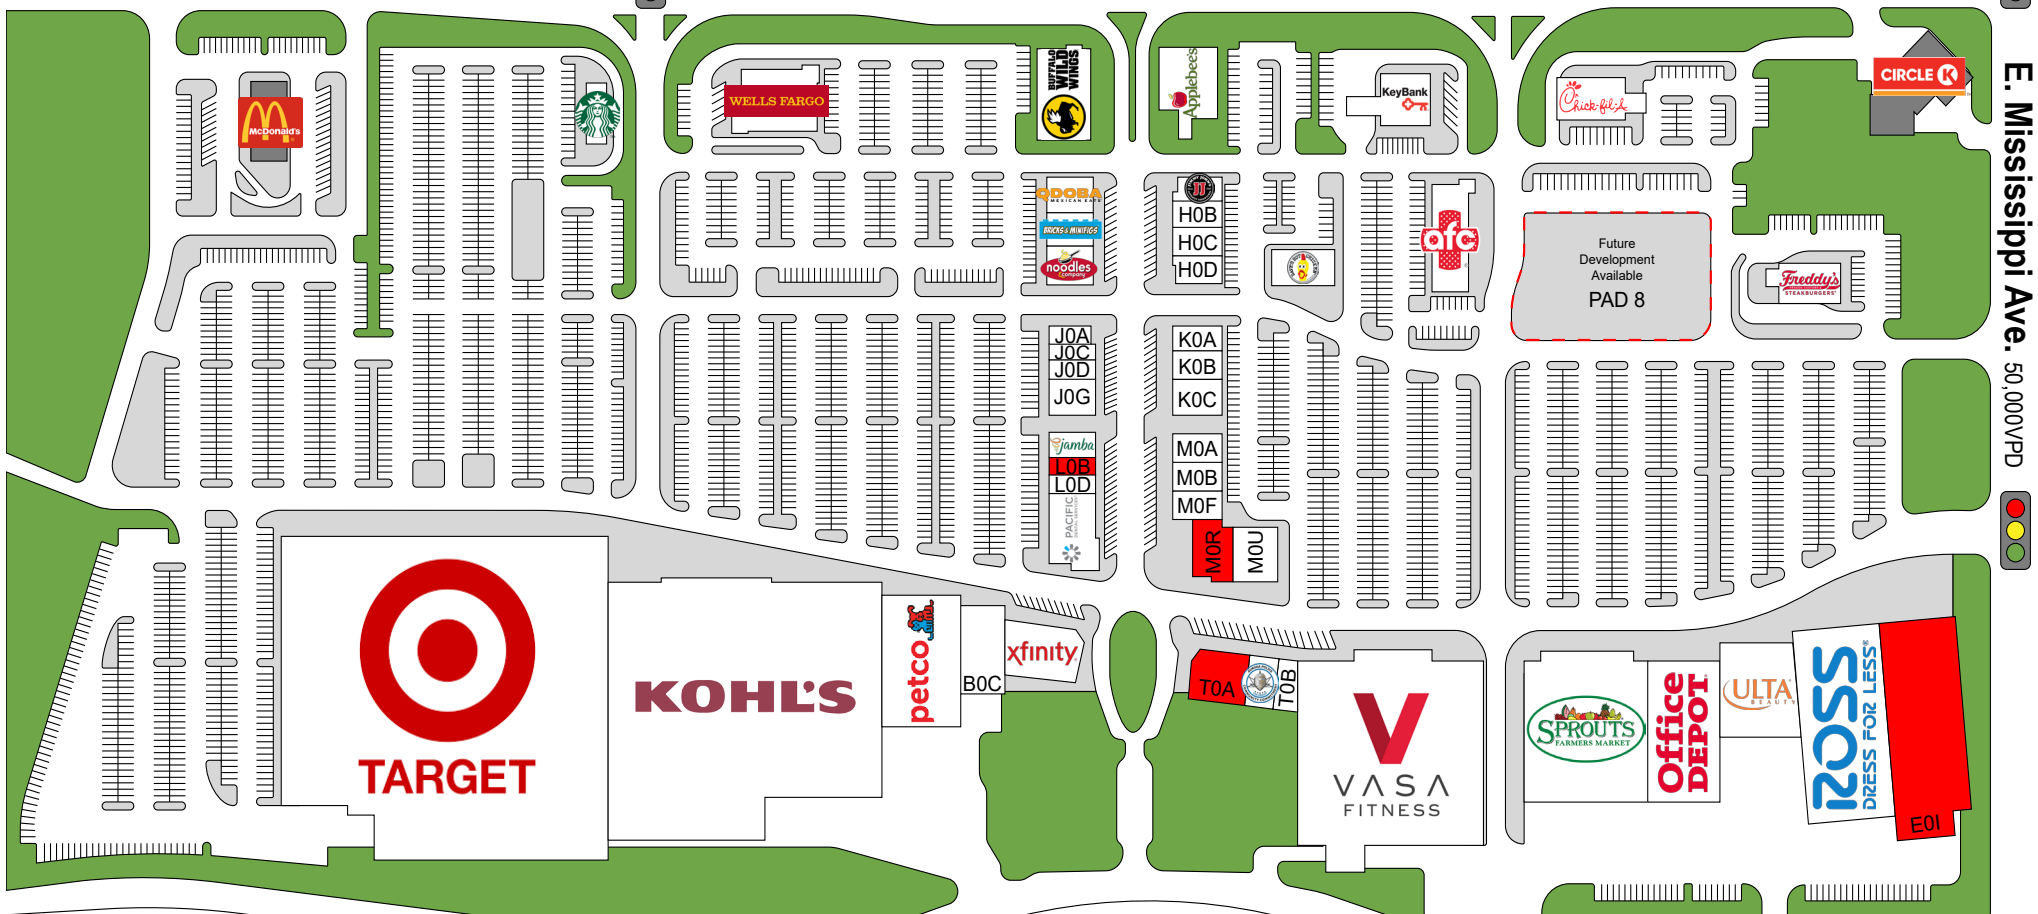 McDonald's
WELLS FARGO
BUFFALO
WILD
WINGS
Applebee's
KeyBank
Chick-fil-A
CIRCLE K
E. Mississippi Ave. 50,000VPD
QDOBA
MEXICAN EATS
BRICKS & MINIFIGS
noodles
& COMPANY
JJ
H0B
H0C
H0D
afc
Future
Development
Available
PAD 8
Freddy's
STEAKBURGERS
J0A
J0C
J0D
J0G
K0A
K0B
K0C
jamba
L0B
L0D
PACIFIC
M0A
M0B
M0F
M0R
M0U
TARGET
KOHL'S
petco
B0C
xfinity
T0A
T0B
VASA
FITNESS
SPROUTS
FARMERS MARKET
Office
DEPOT
ULTA
BEAUTY
ROSS
DRESS FOR LESS
E0I